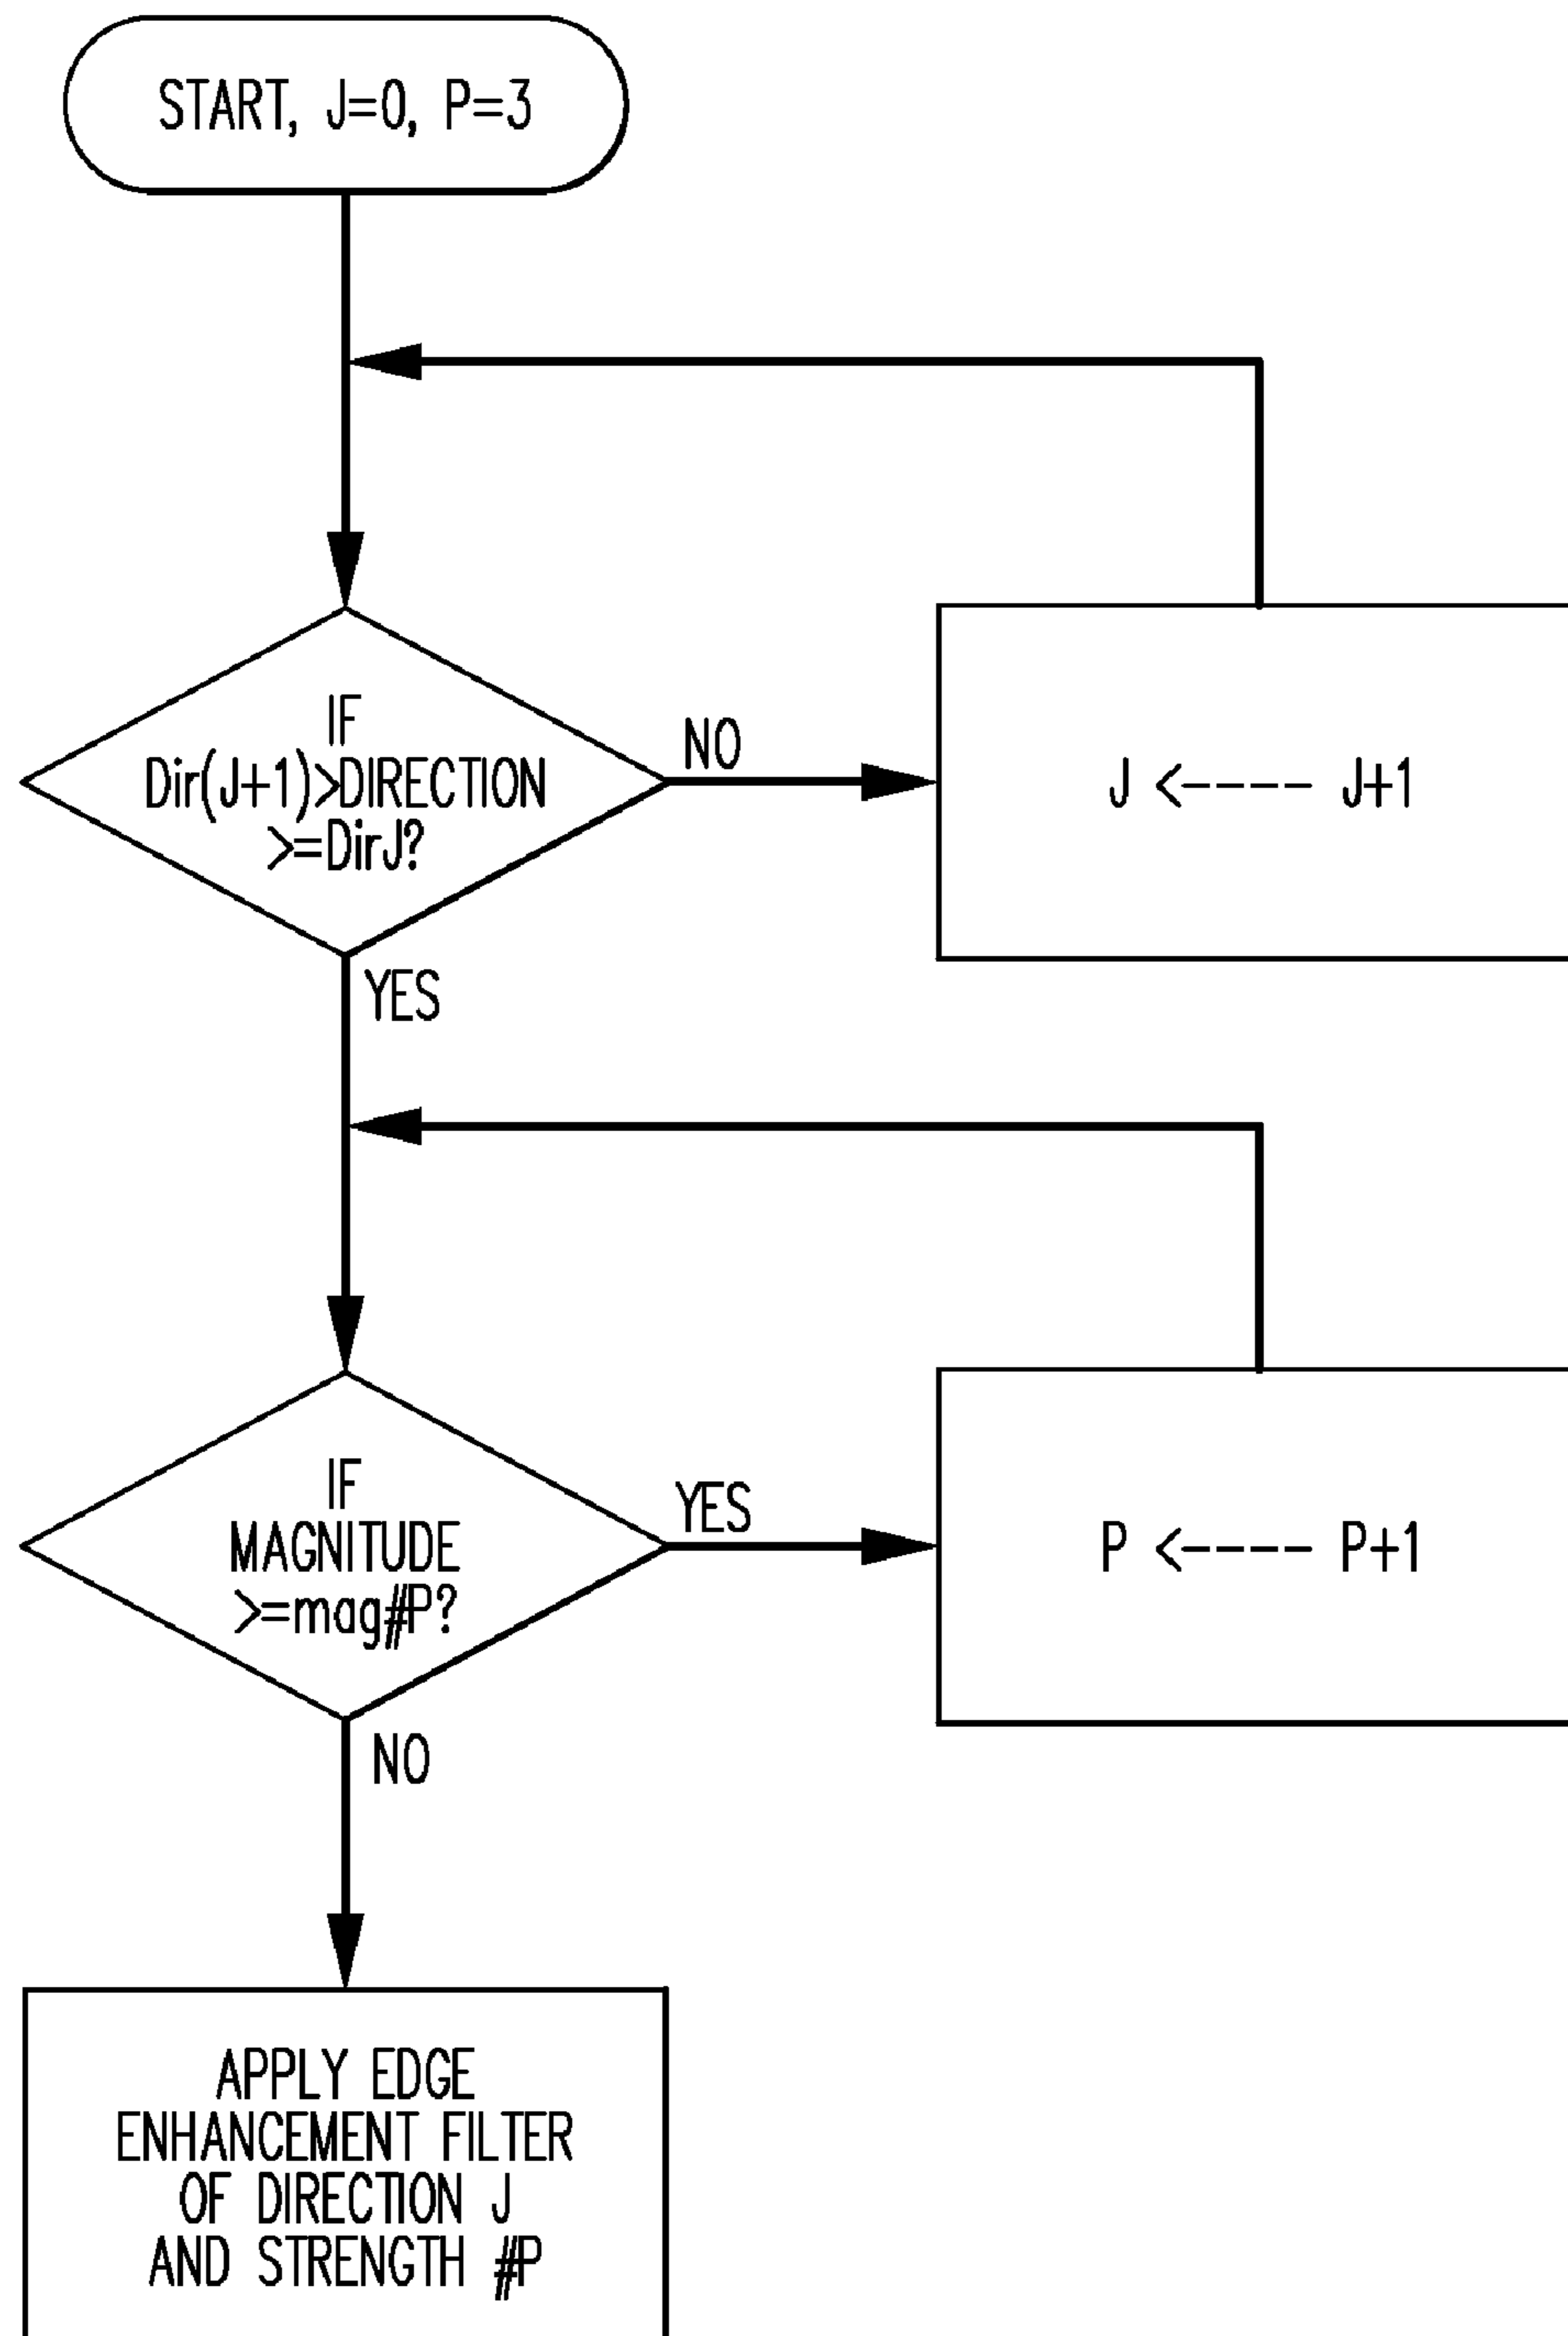 START, J=0, P=3
IF
Dir(J+1)>DIRECTION
>=DirJ?
NO
J <---- J+1
YES
IF
MAGNITUDE
>=mag#P?
YES
P <---- P+1
NO
APPLY EDGE
ENHANCEMENT FILTER
OF DIRECTION J
AND STRENGTH #P